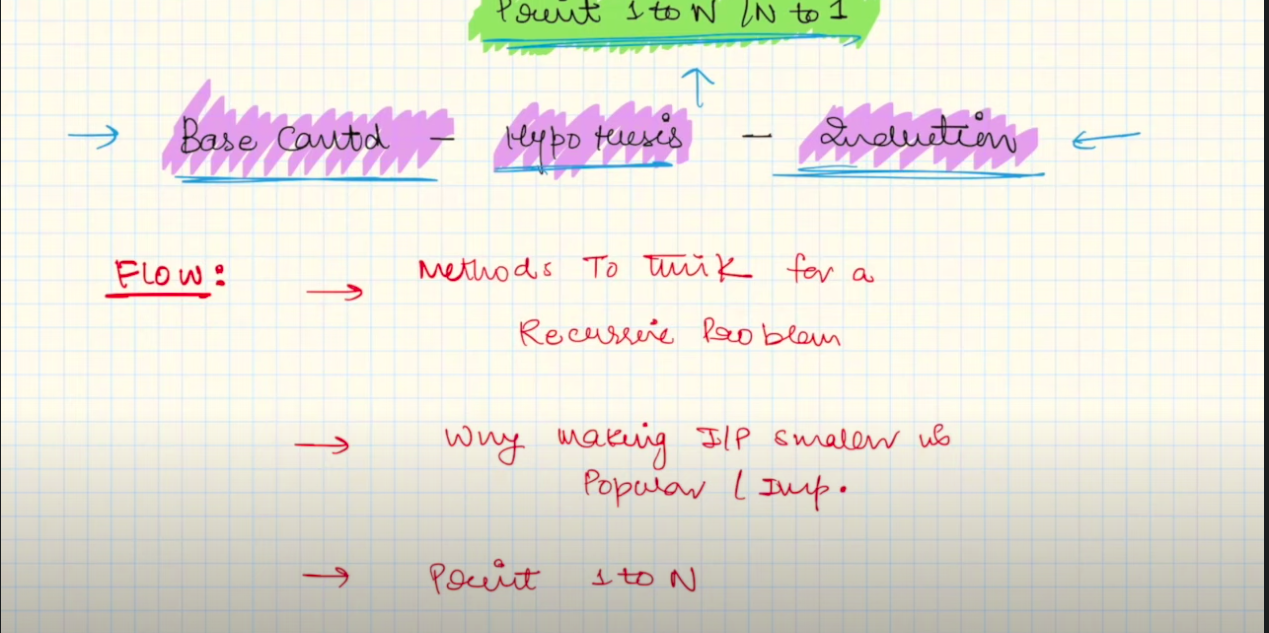 Print 1 to N / N to 1
Base Contd - Hypothesis - Induction
FLOW: → Methods To Think for a
Recursive Problem
→ Why making I/P smaller is
Popular / Imp.
→ Print 1 to N